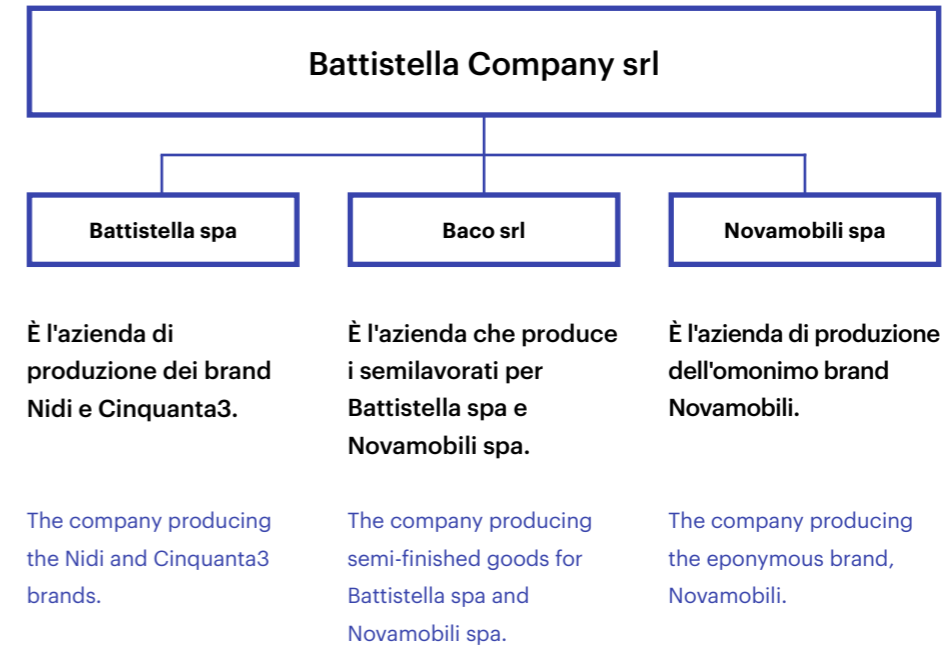 Battistella Company srl
Battistella spa
Baco srl
Novamobili spa
È l'azienda di
produzione dei brand
Nidi e Cinquanta3.
È l'azienda che produce
i semilavorati per
Battistella spa e
Novamobili spa.
È l'azienda di produzione
dell'omonimo brand
Novamobili.
The company producing
the Nidi and Cinquanta3
brands.
The company producing
semi-finished goods for
Battistella spa and
Novamobili spa.
The company producing
the eponymous brand,
Novamobili.